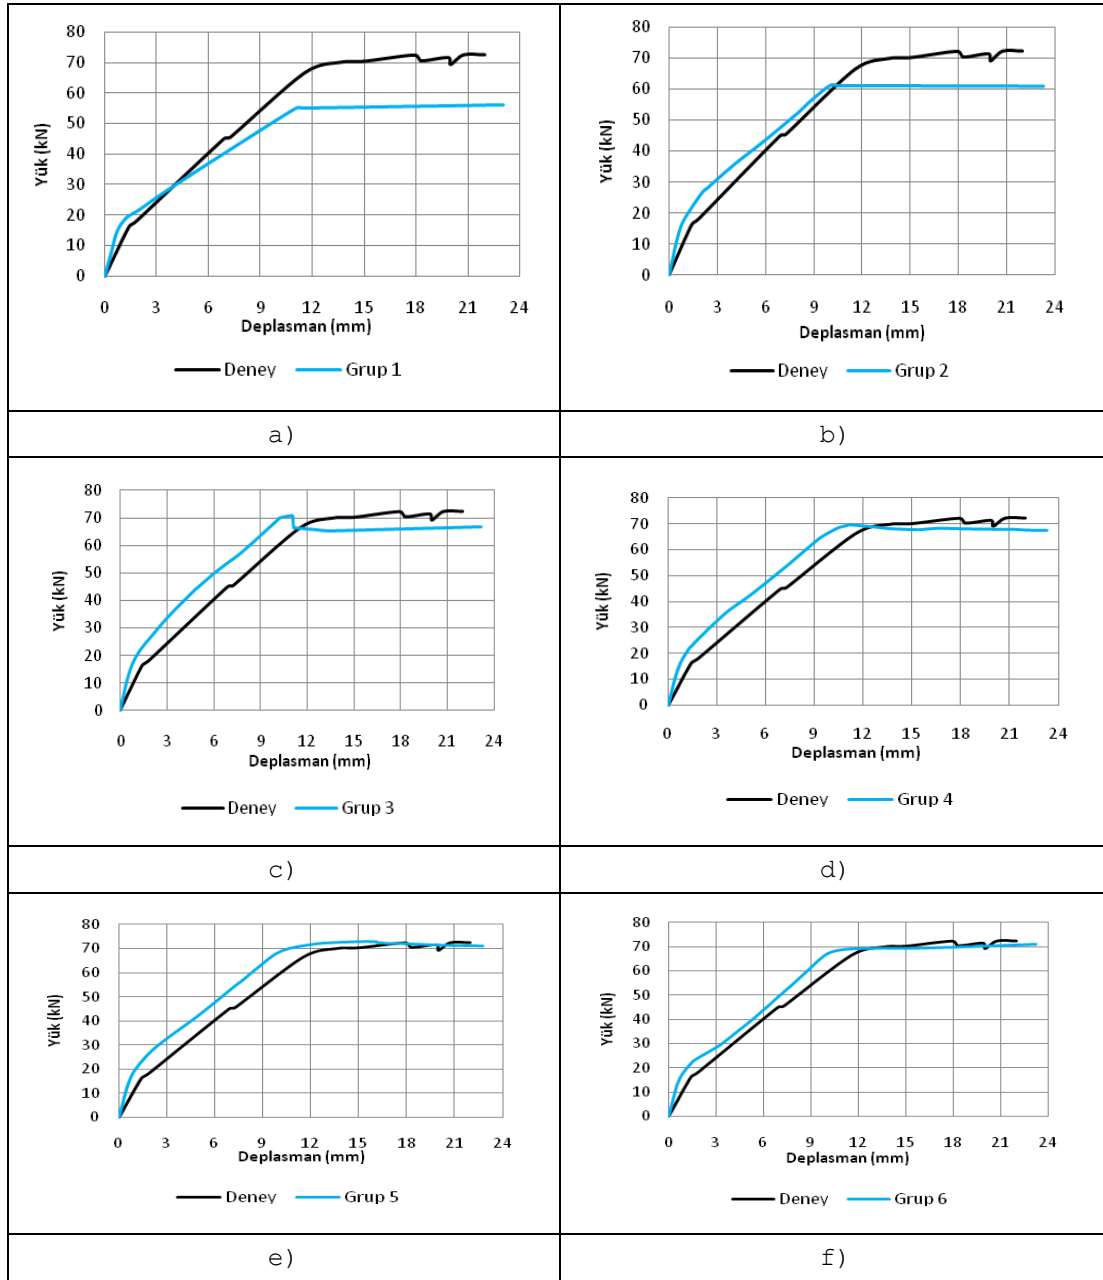 80
70
60
50
40
30
20
10
0
Yük (kN)
0 3 6 9 12 15 18 21 24
Deplasman (mm)
Deney Grup 1
a)
80
70
60
50
40
30
20
10
0
Yük (kN)
0 3 6 9 12 15 18 21 24
Deplasman (mm)
Deney Grup 2
b)
80
70
60
50
40
30
20
10
0
Yük (kN)
0 3 6 9 12 15 18 21 24
Deplasman (mm)
Deney Grup 3
c)
80
70
60
50
40
30
20
10
0
Yük (kN)
0 3 6 9 12 15 18 21 24
Deplasman (mm)
Deney Grup 4
d)
80
70
60
50
40
30
20
10
0
Yük (kN)
0 3 6 9 12 15 18 21 24
Deplasman (mm)
Deney Grup 5
e)
80
70
60
50
40
30
20
10
0
Yük (kN)
0 3 6 9 12 15 18 21 24
Deplasman (mm)
Deney Grup 6
f)